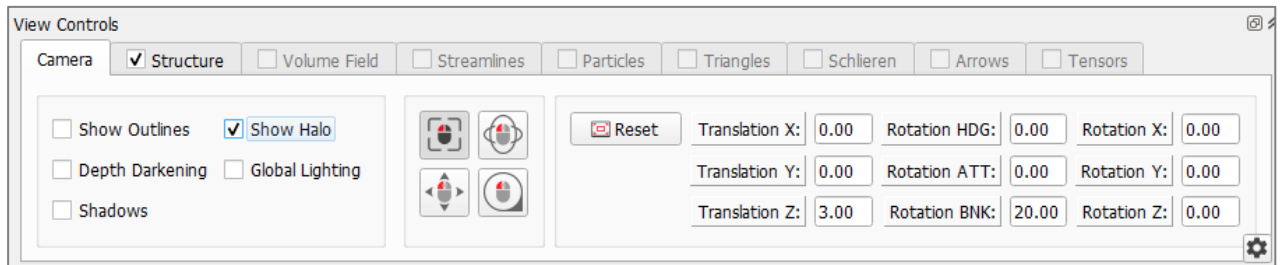 View Controls
Camera Structure Volume Field Streamlines Particles Triangles Schlieren Arrows Tensors
Show Outlines Show Halo Reset Translation X: 0.00 Rotation HDG: 0.00 Rotation X: 0.00
Depth Darkening Global Lighting Translation Y: 0.00 Rotation ATT: 0.00 Rotation Y: 0.00
Shadows Translation Z: 3.00 Rotation BNK: 20.00 Rotation Z: 0.00